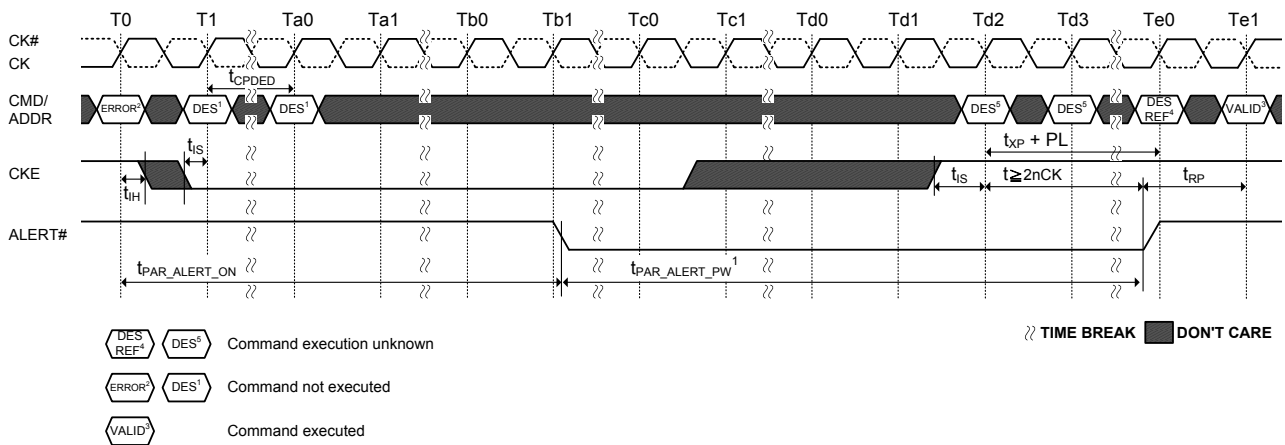 T0 T1 Ta0 Ta1 Tb0 Tb1 Tc0 Tc1 Td0 Td1 Td2 Td3 Te0 Te1
CK#
CK
tCPDED
CMD/
ADDR
ERROR² DES¹ DES¹ DES⁵ DES⁵ DES REF⁴ VALID³
tIS
tXP + PL
CKE
tIH
tIS t≧2nCK tRP
ALERT#
tPAR_ALERT_ON tPAR_ALERT_PW¹
DES REF⁴ DES⁵ Command execution unknown
TIME BREAK DON'T CARE
ERROR² DES¹ Command not executed
VALID³ Command executed